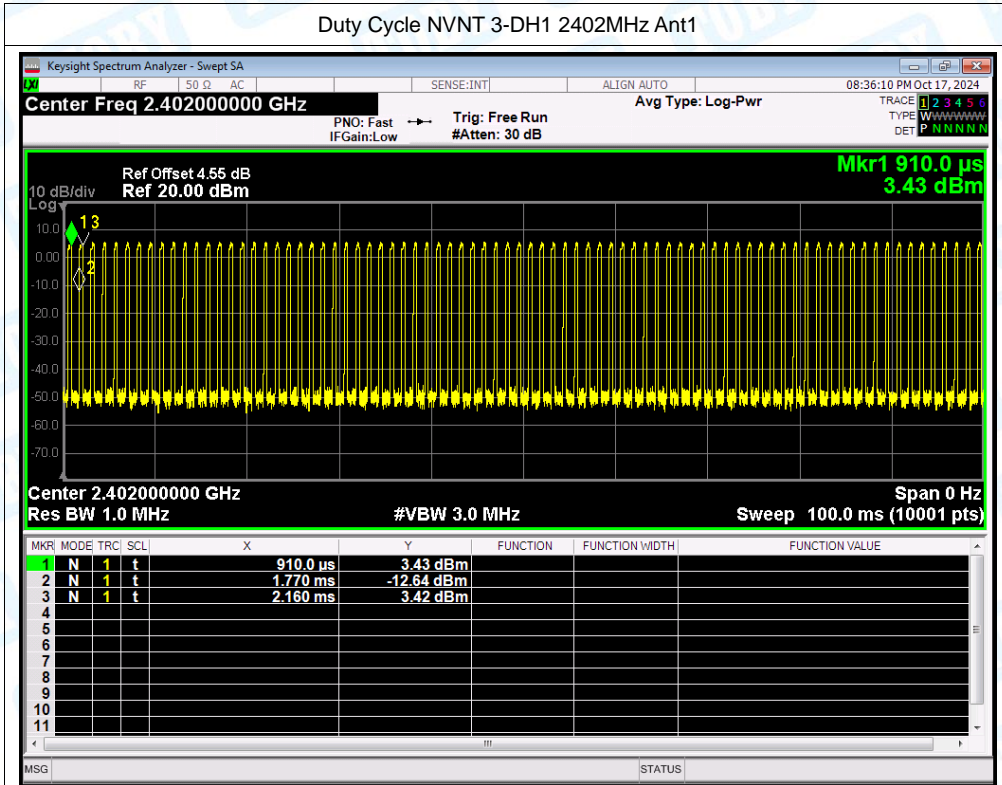 Duty Cycle NVNT 3-DH1 2402MHz Ant1
Keysight Spectrum Analyzer - Swept SA
LXI RF 50 Ω AC SENSE:INT ALIGN AUTO 08:36:10 PM Oct 17, 2024
Center Freq 2.402000000 GHz Avg Type: Log-Pwr TRACE 1 2 3 4 5 6
PNO: Fast Trig: Free Run TYPE WWWWWW
IFGain:Low #Atten: 30 dB DET P N N N N N
Mkr1 910.0 µs
Ref Offset 4.55 dB
10 dB/div Ref 20.00 dBm 3.43 dBm
Log
10.0
0.00
-10.0
-20.0
-30.0
-40.0
-50.0
-60.0
-70.0
1 3
2
Center 2.402000000 GHz Span 0 Hz
Res BW 1.0 MHz #VBW 3.0 MHz Sweep 100.0 ms (10001 pts)
MKR MODE TRC SCL X Y FUNCTION FUNCTION WIDTH FUNCTION VALUE
1 N 1 t 910.0 µs 3.43 dBm
2 N 1 t 1.770 ms -12.64 dBm
3 N 1 t 2.160 ms 3.42 dBm
4
5
6
7
8
9
10
11
MSG STATUS